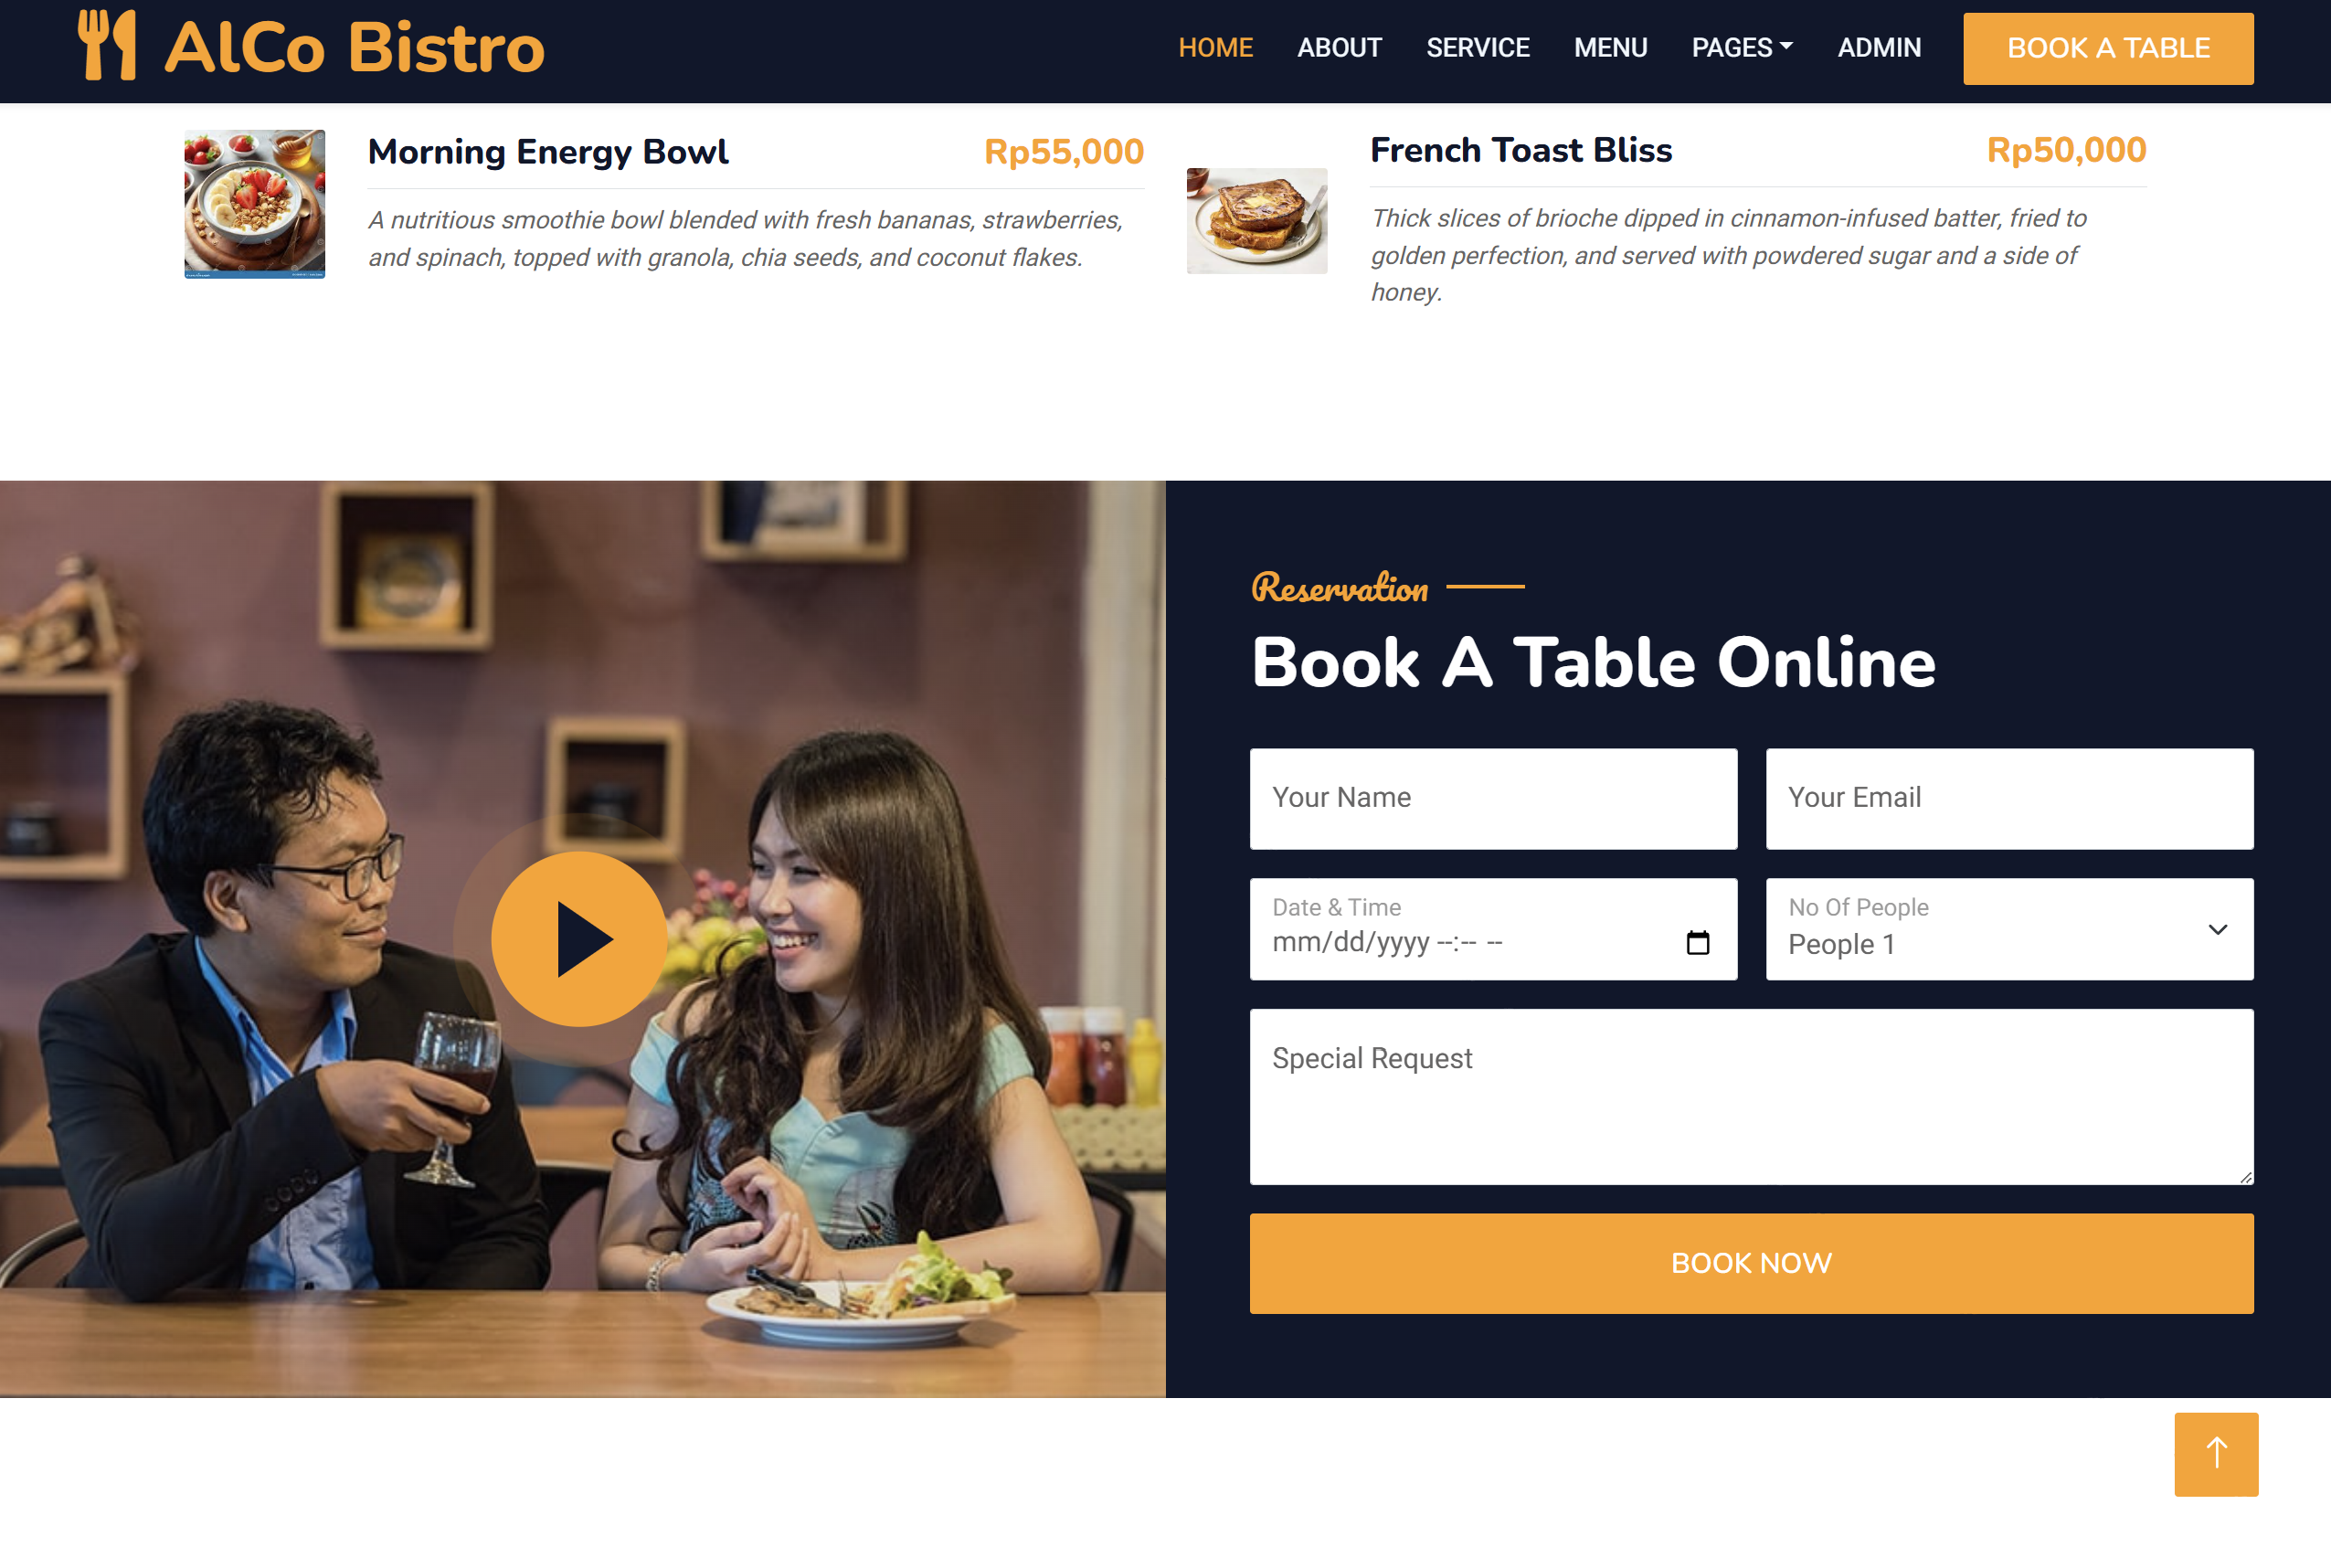 AlCo Bistro
HOME ABOUT SERVICE MENU PAGES ADMIN BOOK A TABLE
Morning Energy Bowl Rp55,000
A nutritious smoothie bowl blended with fresh bananas, strawberries,
and spinach, topped with granola, chia seeds, and coconut flakes.
French Toast Bliss Rp50,000
Thick slices of brioche dipped in cinnamon-infused batter, fried to
golden perfection, and served with powdered sugar and a side of
honey.
Reservation
Book A Table Online
Your Name
Your Email
Date & Time
mm/dd/yyyy --:-- --
No Of People
People 1
Special Request
BOOK NOW